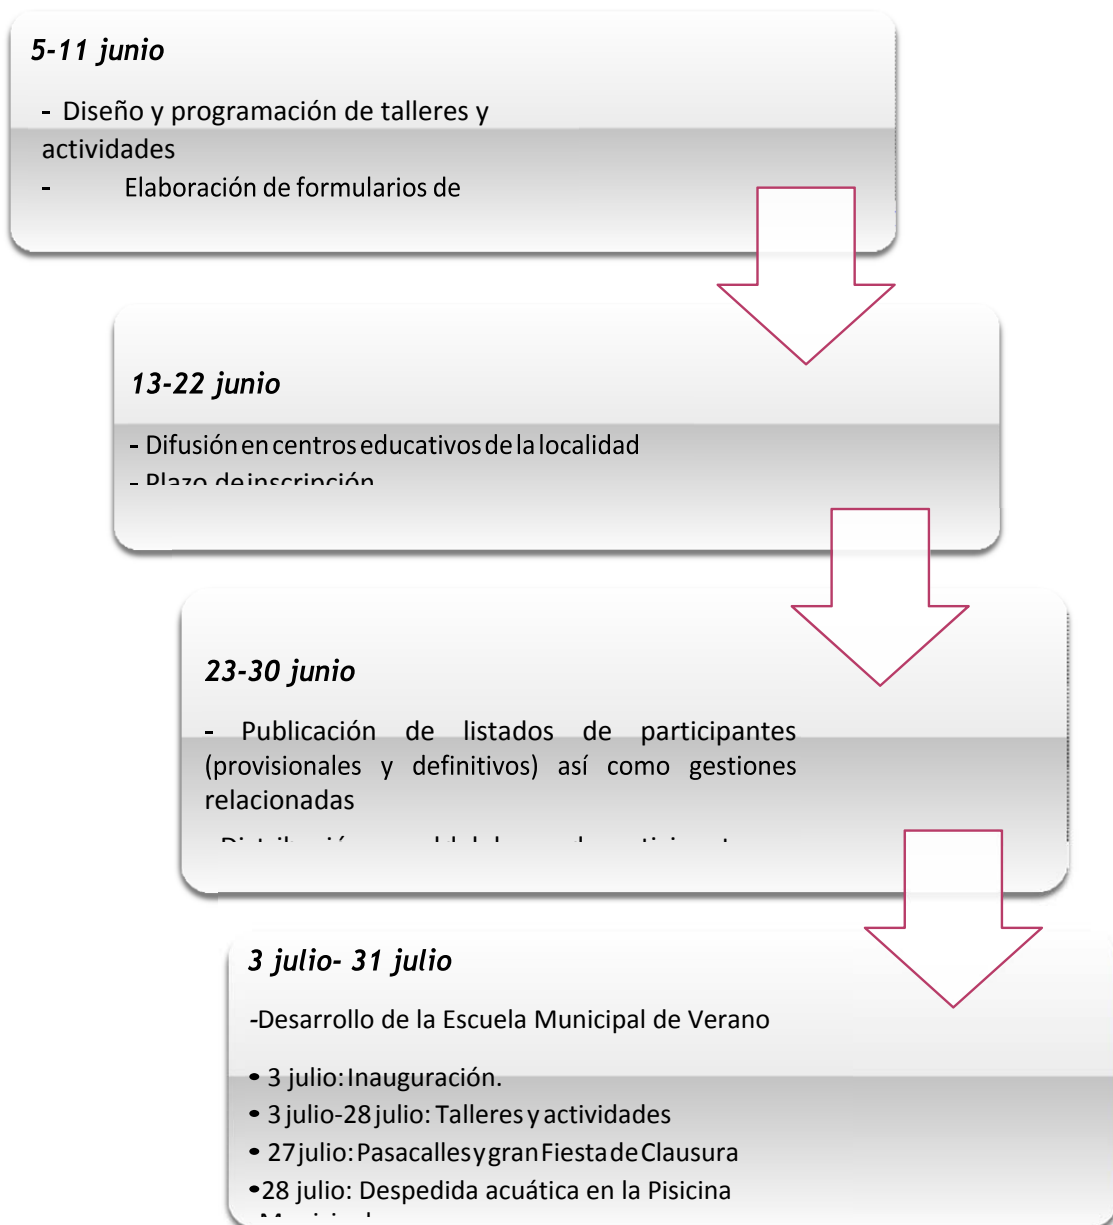 5-11 junio
- Diseño y programación de talleres y
actividades
- Elaboración de formularios de
13-22 junio
- Difusión en centros educativos de la localidad
- Plazo de inscripción
23-30 junio
- Publicación de listados de participantes
(provisionales y definitivos) así como gestiones
relacionadas
3 julio- 31 julio
-Desarrollo de la Escuela Municipal de Verano
• 3 julio: Inauguración.
• 3 julio-28 julio: Talleres y actividades
• 27 julio: Pasacalles y gran Fiesta de Clausura
•28 julio: Despedida acuática en la Pisicina